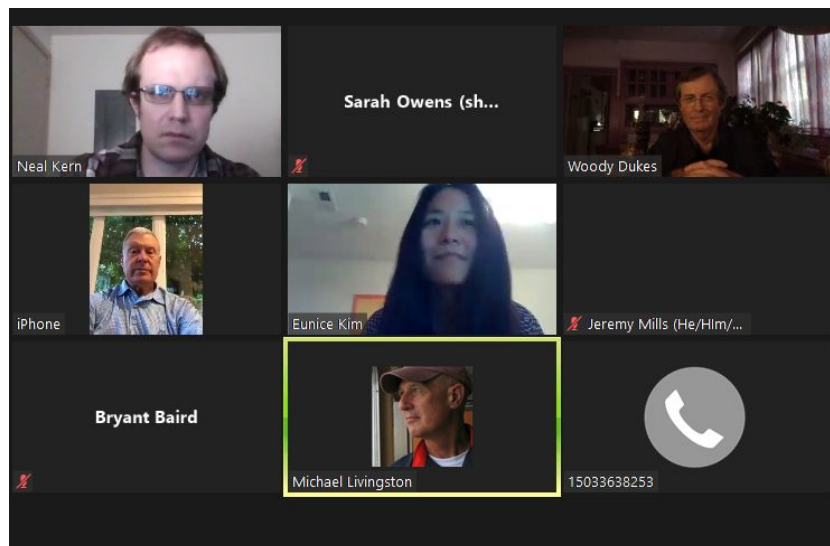 Neal Kern
Sarah Owens (sh...
Woody Dukes
iPhone
Eunice Kim
Jeremy Mills (He/HIm/...
Bryant Baird
Michael Livingston
15033638253